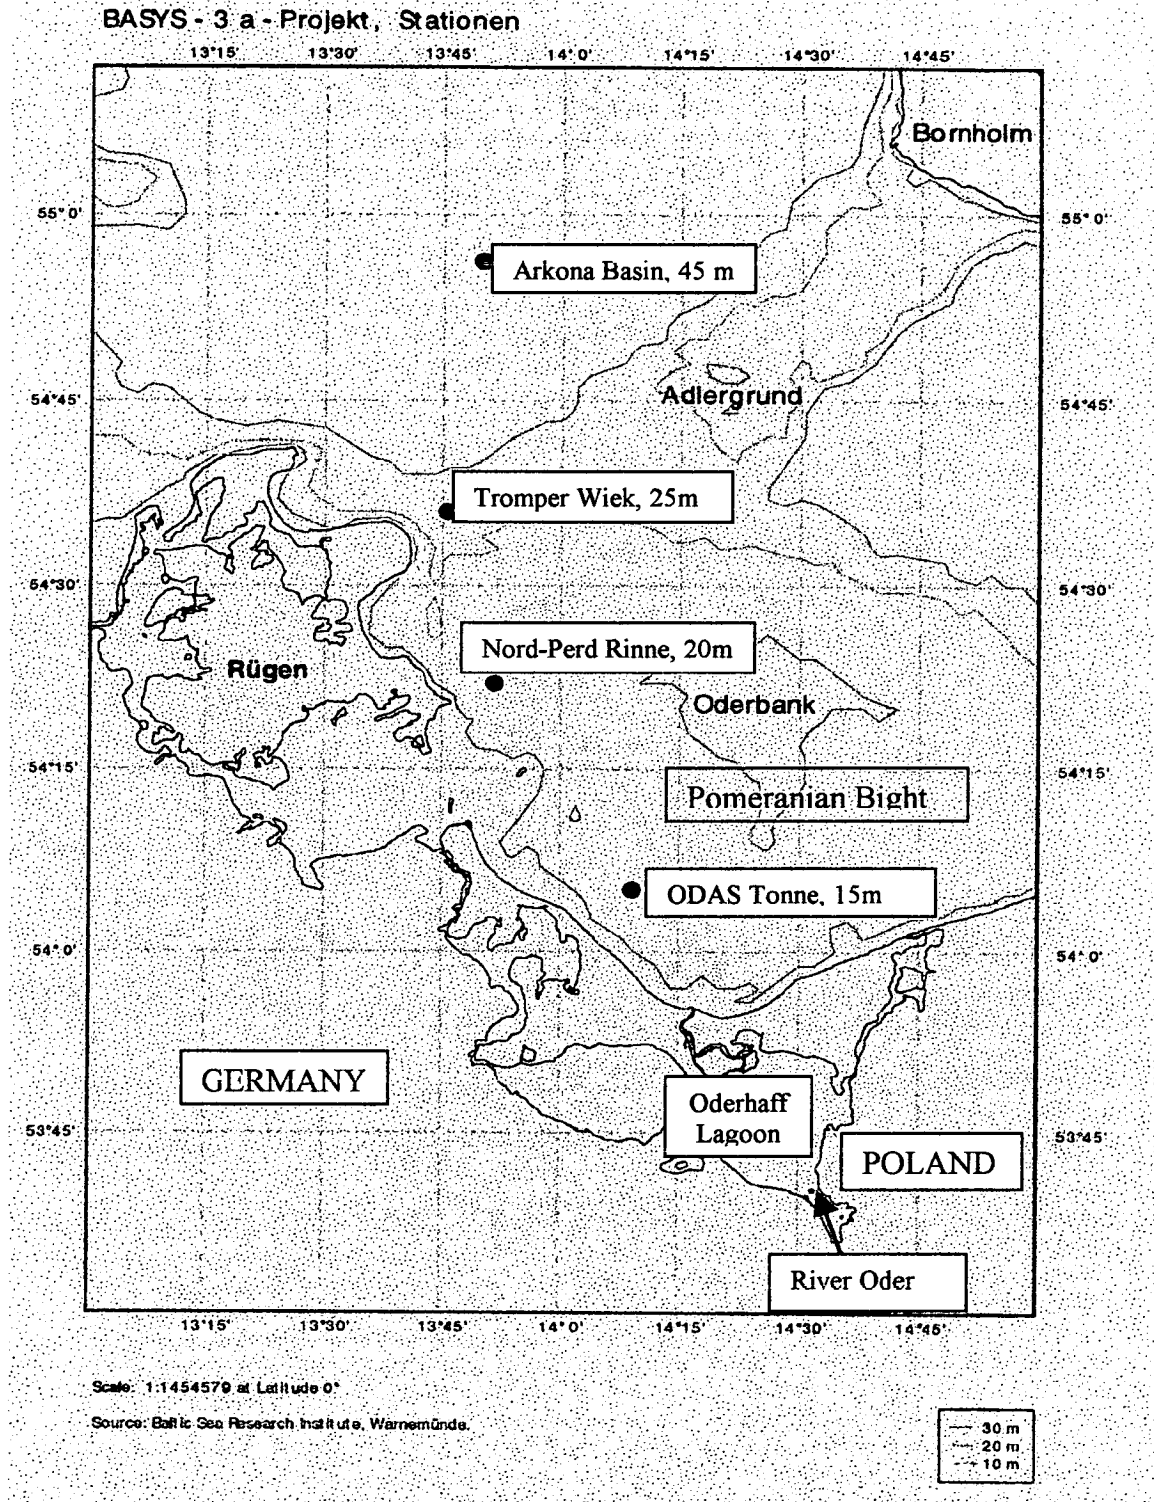 BASYS - 3 a - Projekt, Stationen
13°15' 13°30' 13°45' 14°0' 14°15' 14°30' 14°45'
Bornholm
55° 0' 55° 0'
Arkona Basin, 45 m
54°45' Adlergrund 54°45'
Tromper Wiek, 25m
54°30' 54°30'
Nord-Perd Rinne, 20m
Rügen
Oderbank
54°15' 54°15'
Pomeranian Bight
ODAS Tonne, 15m
54° 0' 54° 0'
GERMANY
Oderhaff
Lagoon
53°45' 53°45'
POLAND
River Oder
13°15' 13°30' 13°45' 14°0' 14°15' 14°30' 14°45'
Scale: 1:1454579 at Latitude 0°
Source: Baltic Sea Research Institute, Warnemünde.
30 m
20 m
10 m